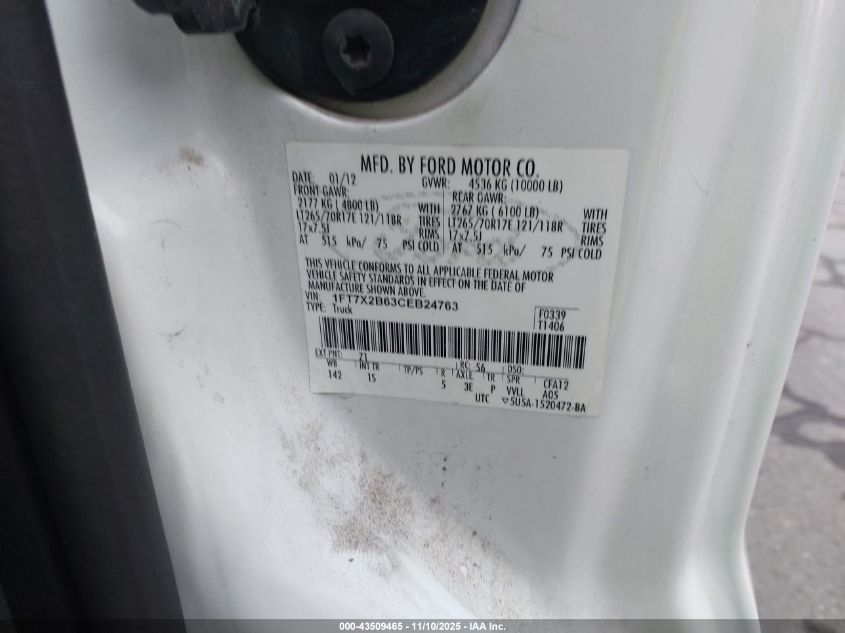 MFD. BY FORD MOTOR CO.
DATE: 01/12 GVWR: 4536 KG (10000 LB)
FRONT GAWR: REAR GAWR:
2177 KG (4800 LB) WITH 2767 KG (6100 LB) WITH
LT265/70R17E 121/118R TIRES LT265/70R17E 121/118R TIRES
17x7.5J RIMS 17x7.5J RIMS
AT 515 kPa/ 75 PSI COLD AT 515 kPa/ 75 PSI COLD
THIS VEHICLE CONFORMS TO ALL APPLICABLE FEDERAL MOTOR
VEHICLE SAFETY STANDARDS IN EFFECT ON THE DATE OF
MANUFACTURE SHOWN ABOVE.
VIN: 1FT7X2B63CEB24763 F0339
TYPE: Truck T1406
EXT PNT: Z1 RC: 56 DSO:
WB INT TR TP/PS R AXLE TR SPR CFA12
142 1S 5 3E P VVLL A05
UTC ▽5USA-1520472-BA
000-43509465 - 11/10/2025 - IAA Inc.